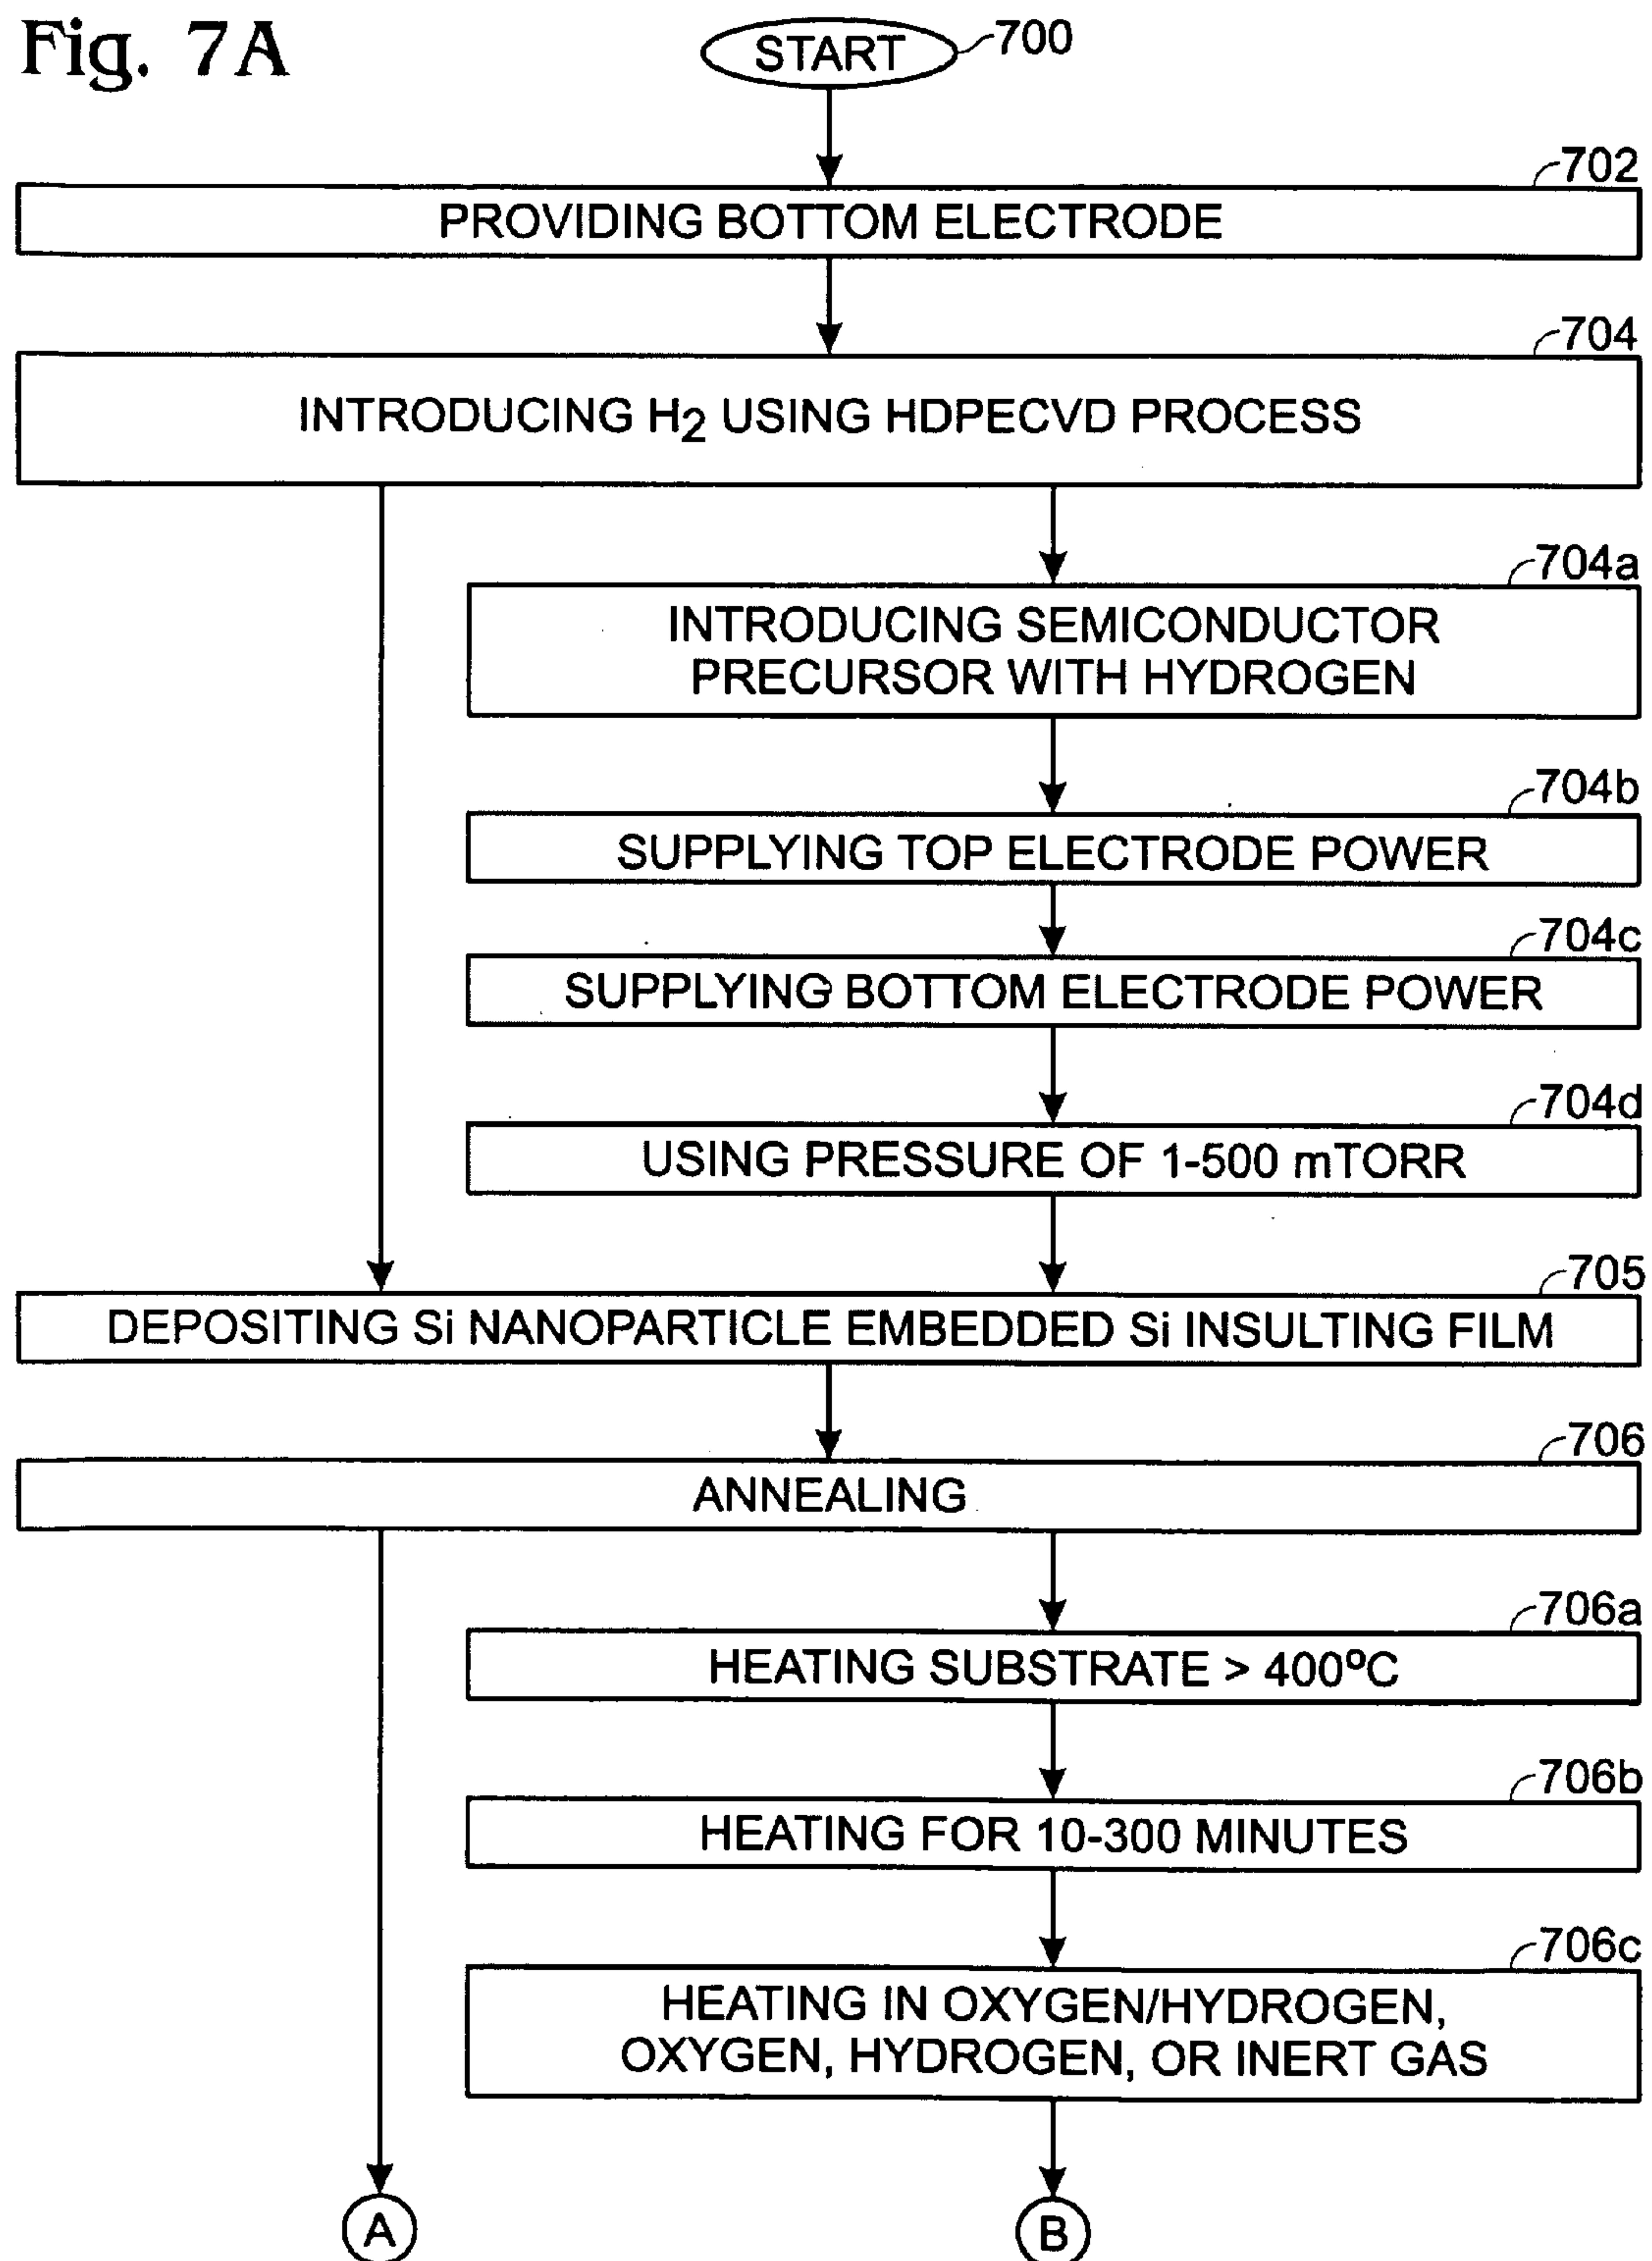 Fig. 7A
START
700
702
PROVIDING BOTTOM ELECTRODE
704
INTRODUCING H2 USING HDPECVD PROCESS
704a
INTRODUCING SEMICONDUCTOR
PRECURSOR WITH HYDROGEN
704b
SUPPLYING TOP ELECTRODE POWER
704c
SUPPLYING BOTTOM ELECTRODE POWER
704d
USING PRESSURE OF 1-500 mTORR
705
DEPOSITING Si NANOPARTICLE EMBEDDED Si INSULTING FILM
706
ANNEALING
706a
HEATING SUBSTRATE > 400ºC
706b
HEATING FOR 10-300 MINUTES
706c
HEATING IN OXYGEN/HYDROGEN,
OXYGEN, HYDROGEN, OR INERT GAS
A
B